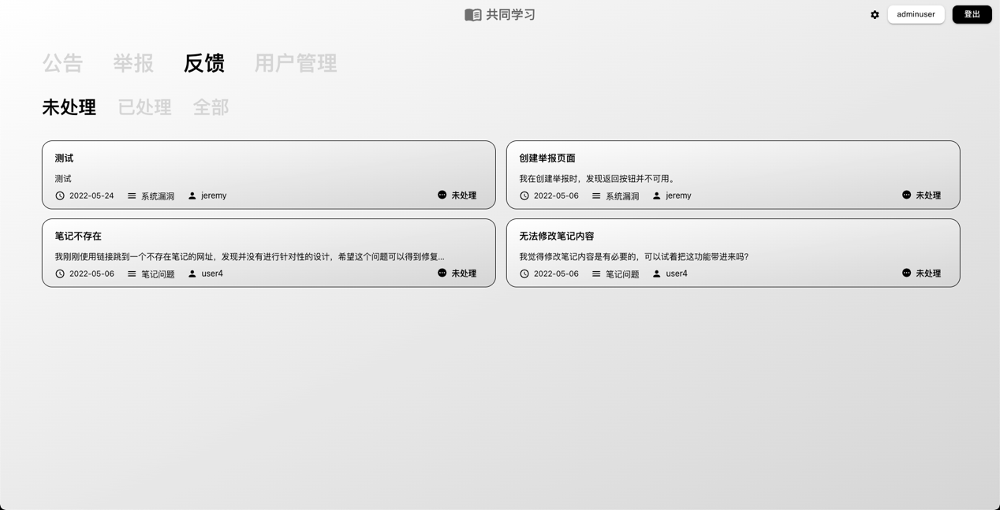 共同学习
adminuser
登出
公告 举报 反馈 用户管理
未处理 已处理 全部
测试
测试
2022-05-24 系统漏洞 jeremy 未处理
创建举报页面
我在创建举报时，发现返回按钮并不可用。
2022-05-06 系统漏洞 jeremy 未处理
笔记不存在
我刚刚使用链接跳到一个不存在笔记的网址，发现并没有进行针对性的设计，希望这个问题可以得到修复...
2022-05-06 笔记问题 user4 未处理
无法修改笔记内容
我觉得修改笔记内容是有必要的，可以试着把这功能带进来吗?
2022-05-06 笔记问题 user4 未处理